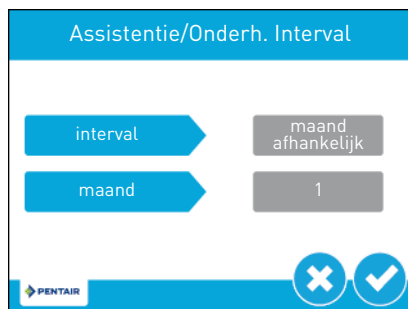 Assistentie/Onderh. Interval
interval
maand
afhankelijk
maand
1
PENTAIR